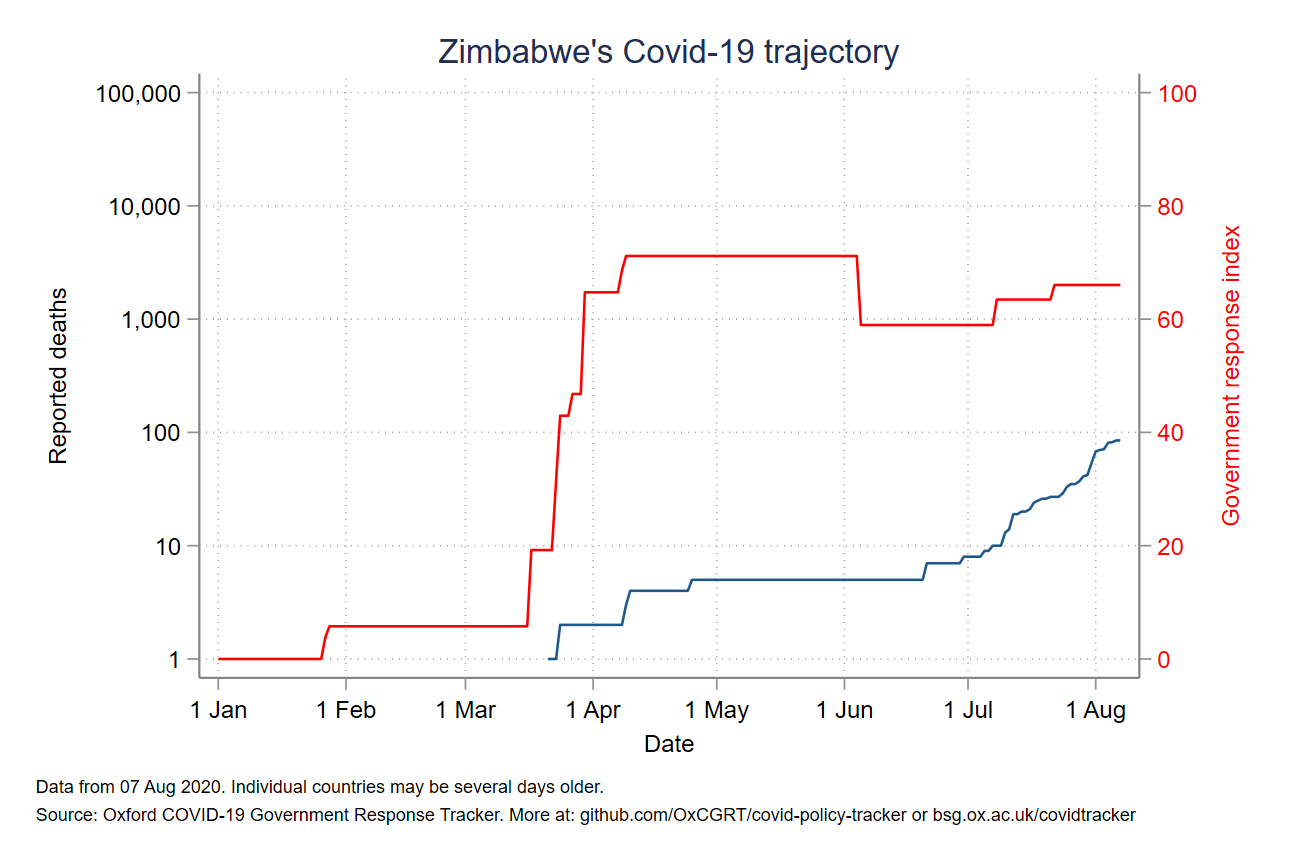 Zimbabwe's Covid-19 trajectory
100,000
10,000
1,000
100
10
1
Reported deaths
100
80
60
40
20
0
Government response index
1 Jan 1 Feb 1 Mar 1 Apr 1 May 1 Jun 1 Jul 1 Aug
Date
Data from 07 Aug 2020. Individual countries may be several days older.
Source: Oxford COVID-19 Government Response Tracker. More at: github.com/OxCGRT/covid-policy-tracker or bsg.ox.ac.uk/covidtracker